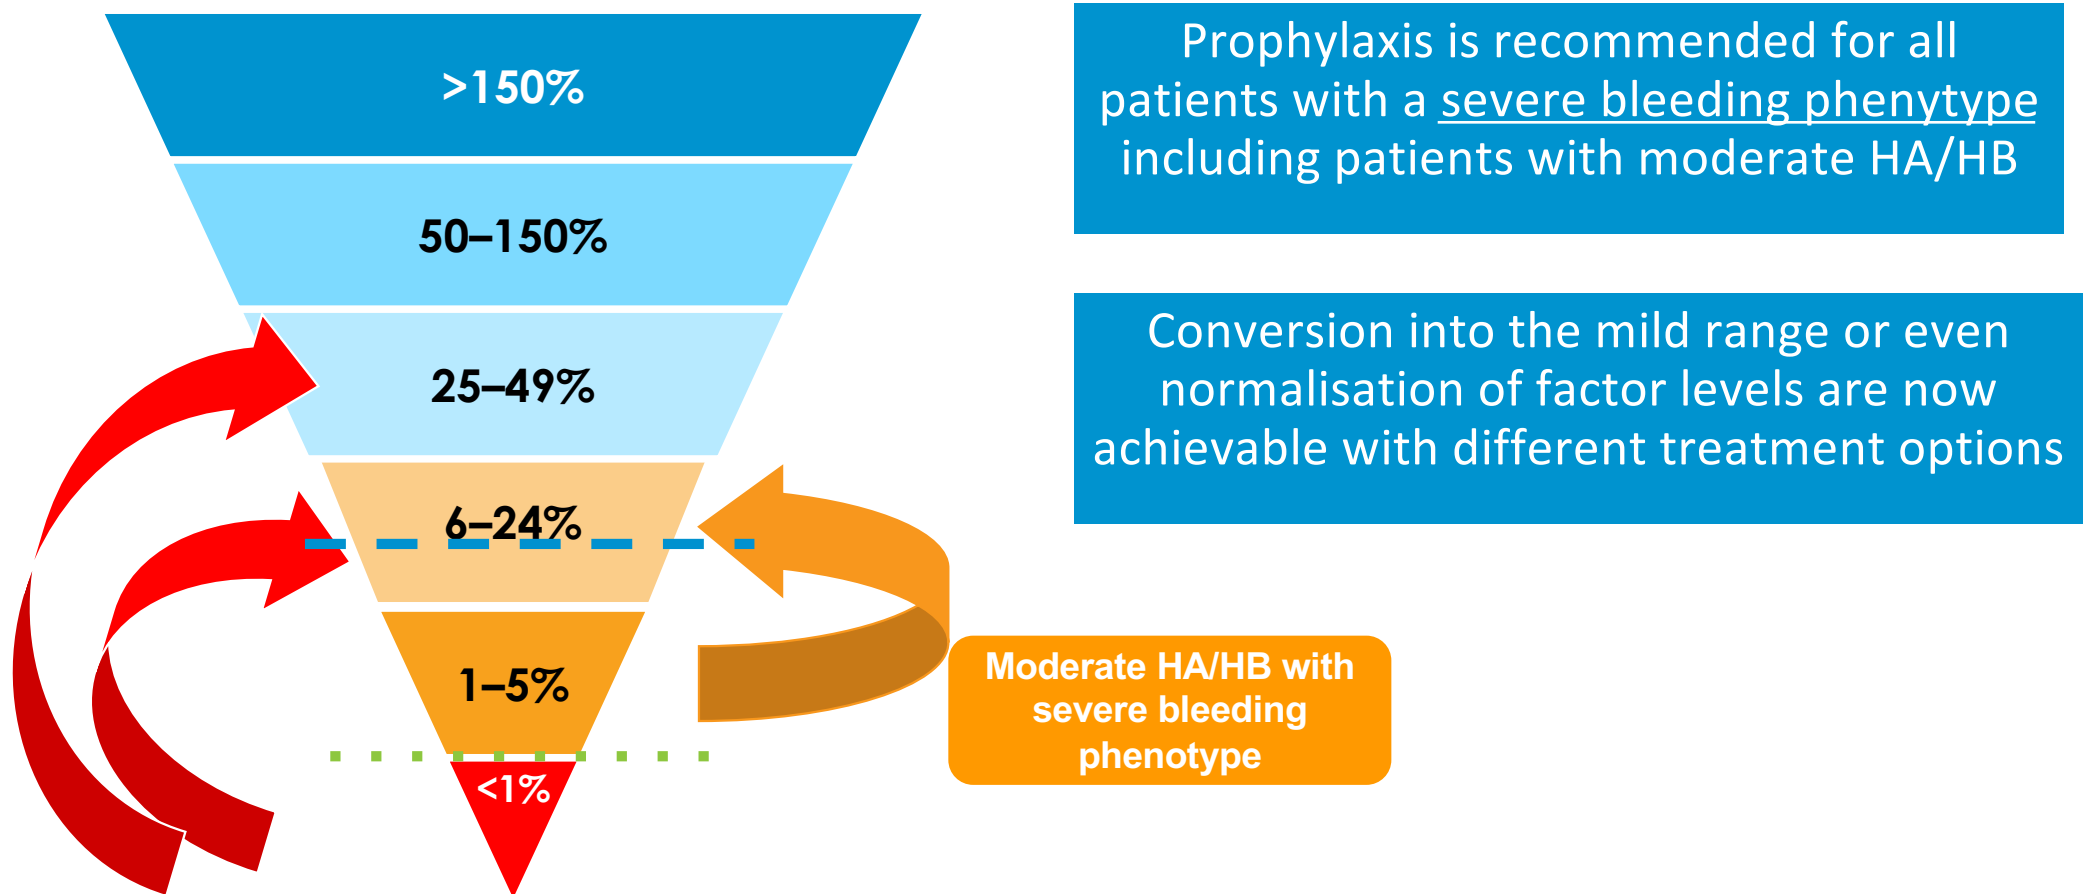 >150%
50–150%
25–49%
6–24%
1–5%
<1%
Prophylaxis is recommended for all
patients with a severe bleeding phenytype
including patients with moderate HA/HB
Conversion into the mild range or even
normalisation of factor levels are now
achievable with different treatment options
Moderate HA/HB with
severe bleeding
phenotype